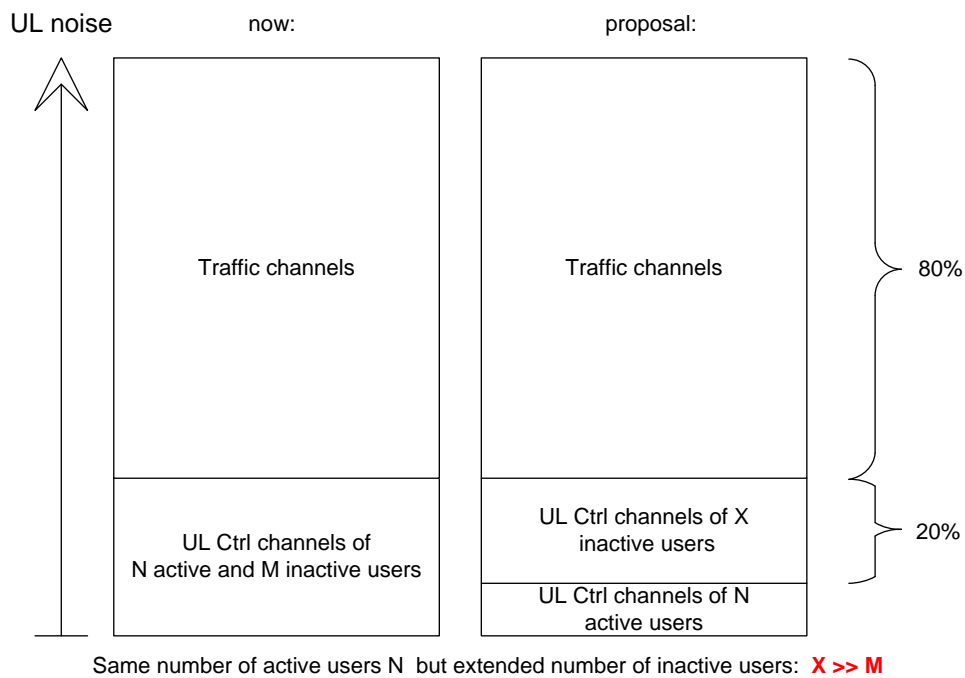 UL noise
now:
proposal:
Traffic channels
Traffic channels
80%
UL Ctrl channels of
N active and M inactive users
UL Ctrl channels of X
inactive users
20%
UL Ctrl channels of N
active users
Same number of active users N but extended number of inactive users: X >> M